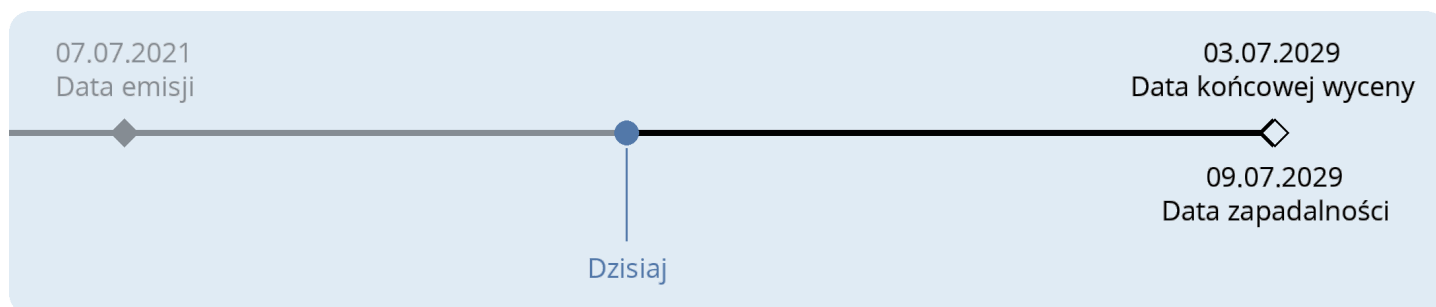 07.07.2021
Data emisji
03.07.2029
Data końcowej wyceny
09.07.2029
Data zapadalności
Dzisiaj